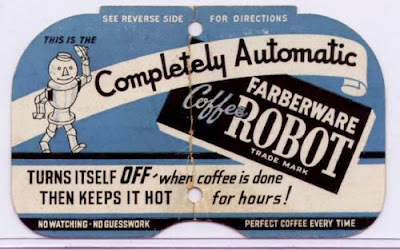 SEE REVERSE SIDE FOR DIRECTIONS
THIS IS THE
Completely Automatic
FARBERWARE
Coffee ROBOT
TRADE MARK
TURNS ITSELF OFF- when coffee is done
THEN KEEPS IT HOT for hours!
NO WATCHING · NO GUESSWORK PERFECT COFFEE EVERY TIME